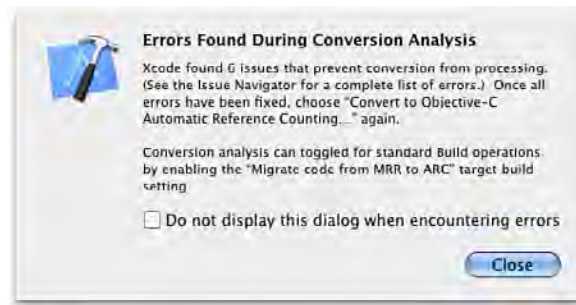 Errors Found During Conversion Analysis
Xcode found 6 issues that prevent conversion from processing.
(See the Issue Navigator for a complete list of errors.) Once all
errors have been fixed, choose "Convert to Objective-C
Automatic Reference Counting..." again.
Conversion analysis can toggled for standard Build operations
by enabling the "Migrate code from MRR to ARC" target build
setting
Do not display this dialog when encountering errors
Close